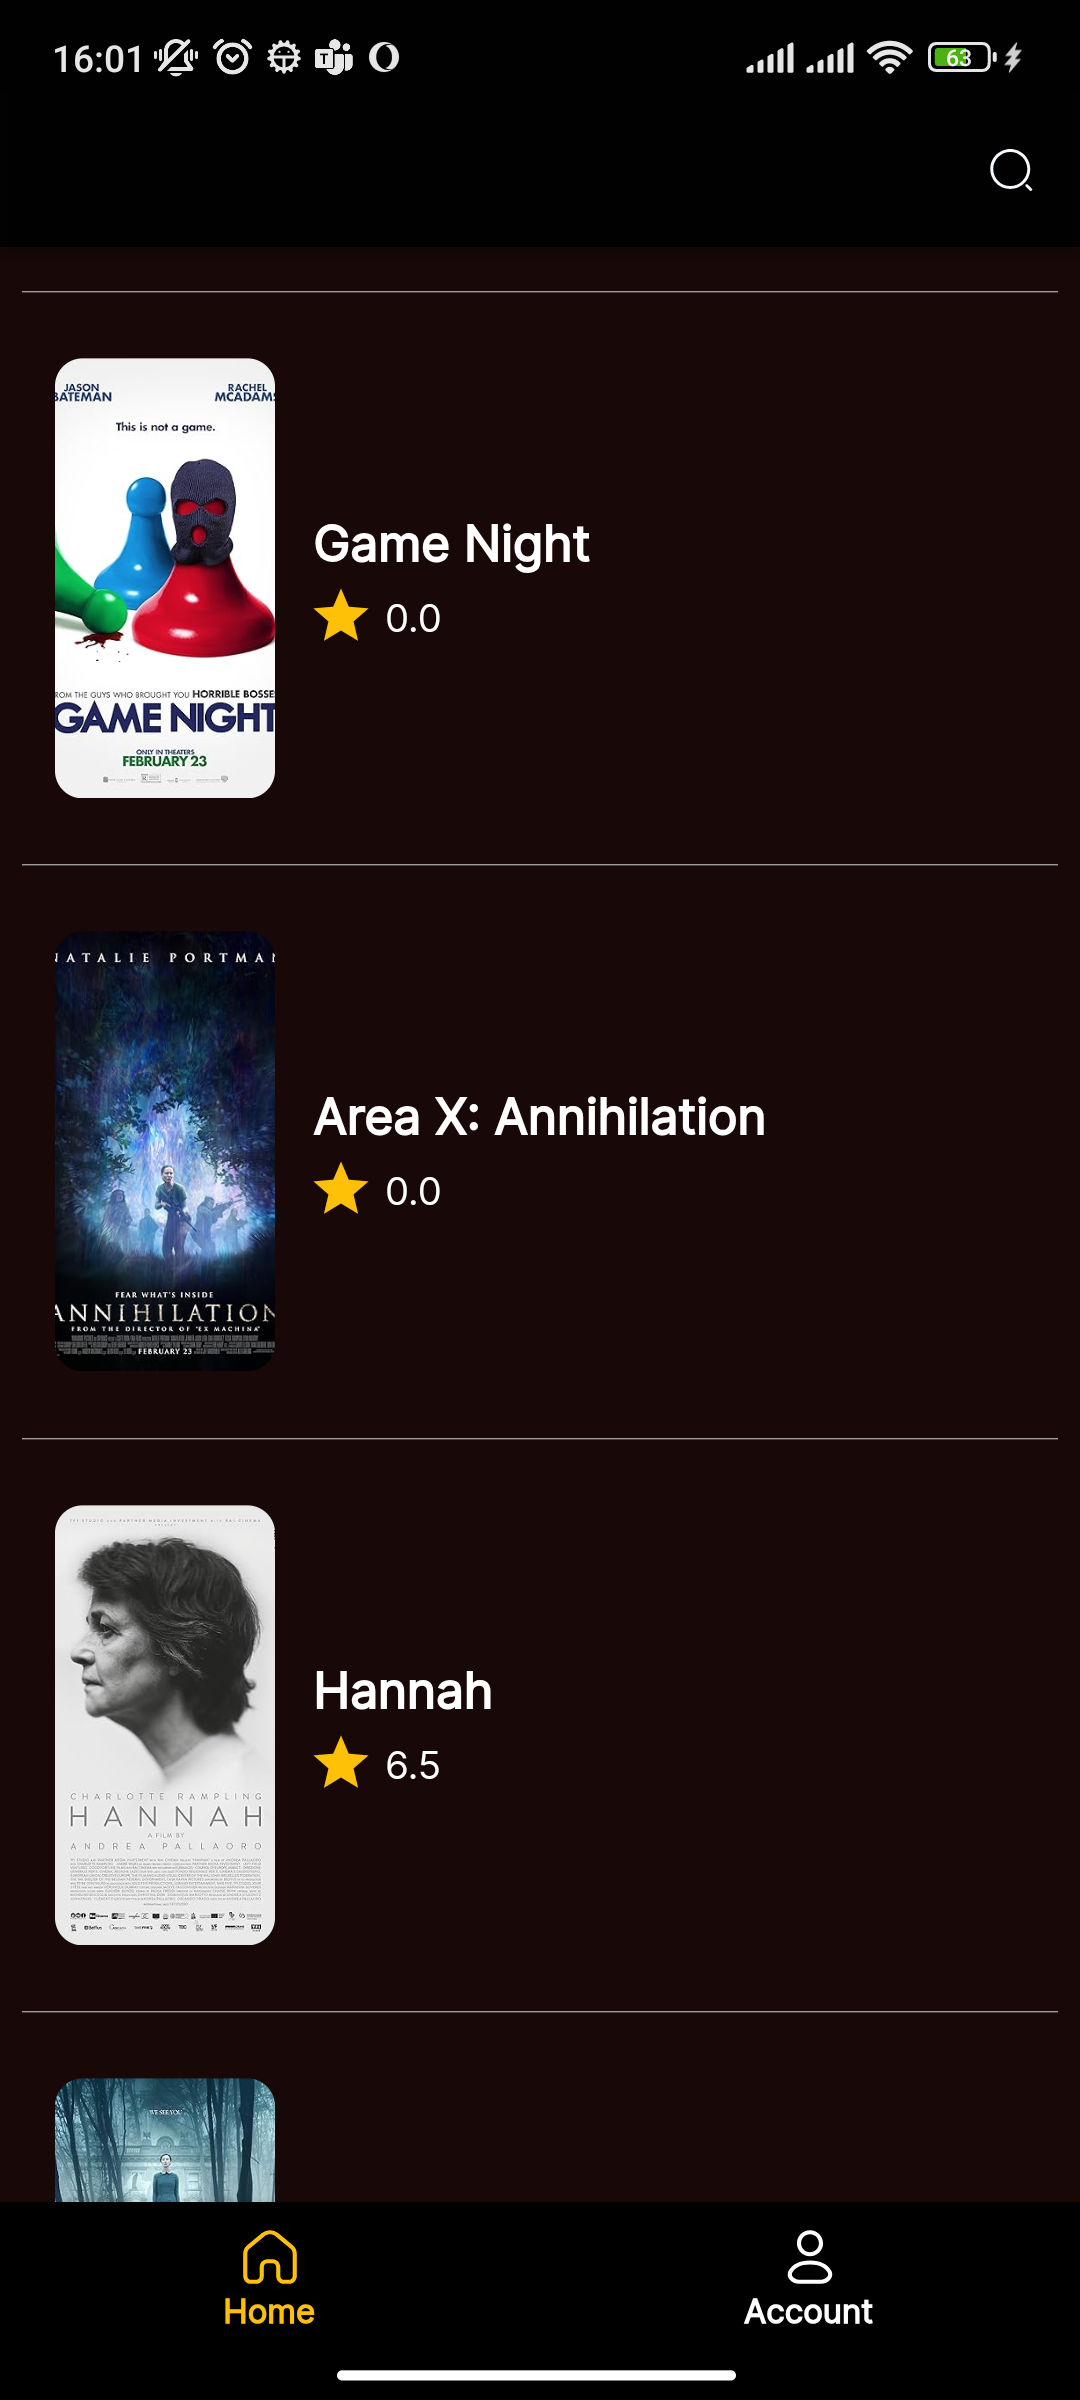 16:01
63
JASON
BATEMAN
RACHEL
MCADAMS
This is not a game.
Game Night
0.0
ROM THE GUYS WHO BROUGHT YOU HORRIBLE BOSSE
GAME NIGHT
ONLY IN THEATERS
FEBRUARY 23
NATALIE PORTMAN
Area X: Annihilation
0.0
FEAR WHAT'S INSIDE
ANNIHILATION
FROM THE DIRECTOR OF "EX MACHINA"
FEBRUARY 23
Hannah
6.5
CHARLOTTE RAMPLING
HANNAH
A FILM BY
ANDREA PALLAORO
WE SEE YOU
Home
Account